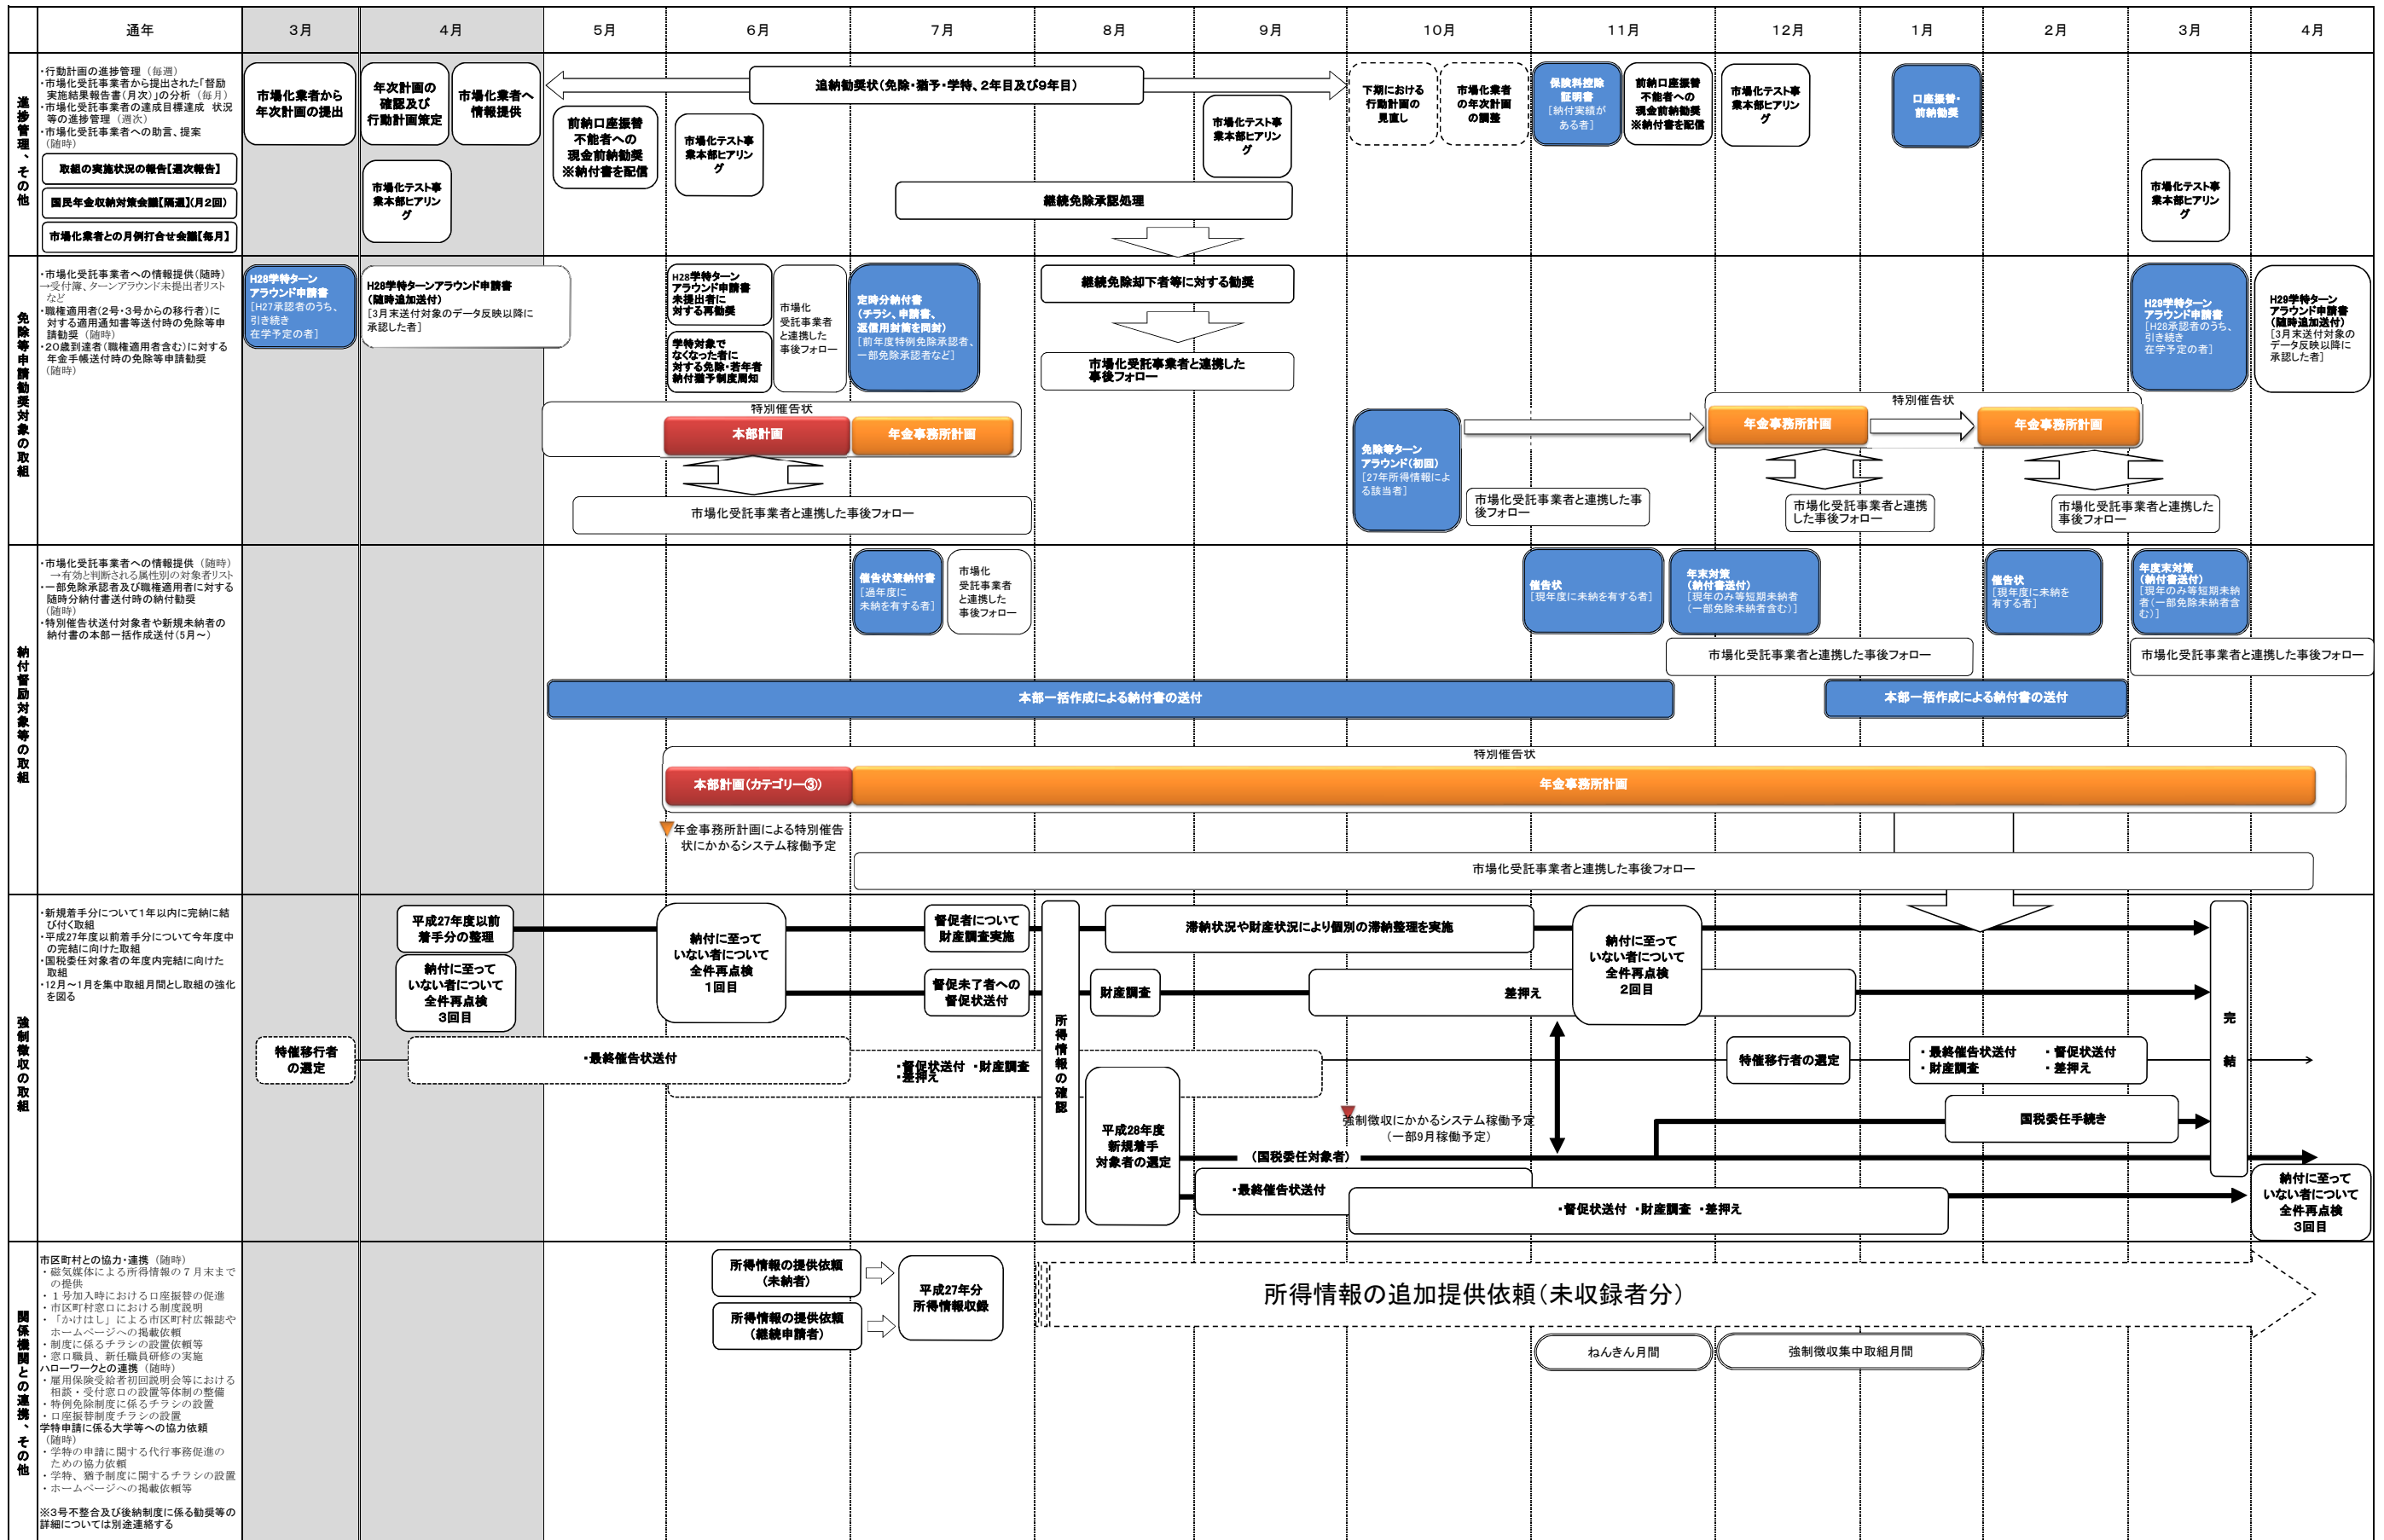 通年
3月
4月
5月
6月
7月
8月
9月
10月
11月
12月
1月
2月
3月
4月
進捗管理、その他
・行動計画の進捗管理（毎週）
・市場化受託事業者から提出された「督励
実施結果報告書(月次)」の分析（毎月）
・市場化受託事業者の達成目標達成 状況
等の進捗管理（週次）
・市場化受託事業者への助言、提案
（随時）
取組の実施状況の報告【週次報告】
国民年金収納対策会議【隔週】(月2回)
市場化業者との月例打合せ会議【毎月】
市場化業者から
年次計画の提出
年次計画の
確認及び
行動計画策定
市場化業者へ
情報提供
市場化テスト事
業本部ヒアリン
グ
追納勧奨状(免除・猶予・学特、2年目及び9年目)
前納口座振替
不能者への
現金前納勧奨
※納付書を配信
市場化テスト事
業本部ヒアリン
グ
市場化テスト事
業本部ヒアリン
グ
継続免除承認処理
下期における
行動計画の
見直し
市場化業者
の年次計画
の調整
保険料控除
証明書
[納付実績が
ある者]
前納口座振替
不能者への
現金前納勧奨
※納付書を配信
市場化テスト事
業本部ヒアリン
グ
口座振替・
前納勧奨
市場化テスト事
業本部ヒアリン
グ
免除等申請勧奨対象の取組
・市場化受託事業者への情報提供(随時)
→受付簿、ターンアラウンド未提出者リスト
など
・職権適用者(2号・3号からの移行者)に
対する適用通知書等送付時の免除等申
請勧奨（随時）
・20歳到達者(職権適用者含む)に対する
年金手帳送付時の免除等申請勧奨
（随時）
H28学特ターン
アラウンド申請書
[H27承認者のうち、
引き続き
在学予定の者]
H28学特ターンアラウンド申請書
(随時追加送付)
[3月末送付対象のデータ反映以降に
承認した者]
H28学特ターン
アラウンド申請書
未提出者に
対する再勧奨
学特対象で
なくなった者に
対する免除・若年者
納付猶予制度周知
市場化
受託事業者
と連携した
事後フォロー
定時分納付書
(チラシ、申請書、
返信用封筒を同封)
[前年度特例免除承認者、
一部免除承認者など]
継続免除却下者等に対する勧奨
市場化受託事業者と連携した
事後フォロー
H29学特ターン
アラウンド申請書
[H28承認者のうち、
引き続き
在学予定の者]
H29学特ターン
アラウンド申請書
(随時追加送付)
[3月末送付対象の
データ反映以降に
承認した者]
特別催告状
本部計画
年金事務所計画
市場化受託事業者と連携した事後フォロー
免除等ターン
アラウンド(初回)
[27年所得情報によ
る該当者]
市場化受託事業者と連携した事
後フォロー
特別催告状
年金事務所計画
年金事務所計画
市場化受託事業者と連携
した事後フォロー
市場化受託事業者と連携した
事後フォロー
納付督励対象等の取組
・市場化受託事業者への情報提供（随時）
→有効と判断される属性別の対象者リスト
・一部免除承認者及び職権適用者に対する
随時分納付書送付時の納付勧奨
（随時）
・特別催告状送付対象者や新規未納者の
納付書の本部一括作成送付(5月～)
催告状兼納付書
[過年度に
未納を有する者]
市場化
受託事業者
と連携した
事後フォロー
催告状
[現年度に未納を有する者]
年末対策
(納付書送付)
[現年のみ等短期未納者
(一部免除未納者含む)]
催告状
[現年度に未納を
有する者]
年度末対策
(納付書送付)
[現年のみ等短期未納
者(一部免除未納者含
む)]
市場化受託事業者と連携した事後フォロー
市場化受託事業者と連携した事後フォロー
本部一括作成による納付書の送付
本部一括作成による納付書の送付
特別催告状
本部計画(カテゴリー③)
年金事務所計画
年金事務所計画による特別催告
状にかかるシステム稼働予定
市場化受託事業者と連携した事後フォロー
強制徴収の取組
・新規着手分について1年以内に完納に結
び付く取組
・平成27年度以前着手分について今年度中
の完結に向けた取組
・国税委任対象者の年度内完結に向けた
取組
・12月～1月を集中取組月間とし取組の強化
を図る
平成27年度以前
着手分の整理
納付に至って
いない者について
全件再点検
3回目
納付に至って
いない者について
全件再点検
1回目
督促者について
財産調査実施
督促未了者への
督促状送付
所得情報の確認
滞納状況や財産状況により個別の滞納整理を実施
財産調査
差押え
納付に至って
いない者について
全件再点検
2回目
完結
特催移行者
の選定
・最終催告状送付
・督促状送付 ・財産調査
・差押え
特催移行者の選定
・最終催告状送付 ・督促状送付
・財産調査 ・差押え
強制徴収にかかるシステム稼働予定
（一部9月稼働予定）
国税委任手続き
平成28年度
新規着手
対象者の選定
(国税委任対象者)
・最終催告状送付
・督促状送付 ・財産調査 ・差押え
納付に至って
いない者について
全件再点検
3回目
関係機関との連携、その他
市区町村との協力・連携（随時）
・磁気媒体による所得情報の７月末まで
の提供
・１号加入時における口座振替の促進
・市区町村窓口における制度説明
・「かけはし」による市区町村広報誌や
ホームページへの掲載依頼
・制度に係るチラシの設置依頼等
・窓口職員、新任職員研修の実施
ハローワークとの連携（随時）
・雇用保険受給者初回説明会等における
相談・受付窓口の設置等体制の整備
・特例免除制度に係るチラシの設置
・口座振替制度チラシの設置
学特申請に係る大学等への協力依頼
（随時）
・学特の申請に関する代行事務促進の
ための協力依頼
・学特、猶予制度に関するチラシの設置
・ホームページへの掲載依頼等
※3号不整合及び後納制度に係る勧奨等の
詳細については別途連絡する
所得情報の提供依頼
(未納者)
所得情報の提供依頼
(継続申請者)
平成27年分
所得情報収録
所得情報の追加提供依頼(未収録者分)
ねんきん月間
強制徴収集中取組月間